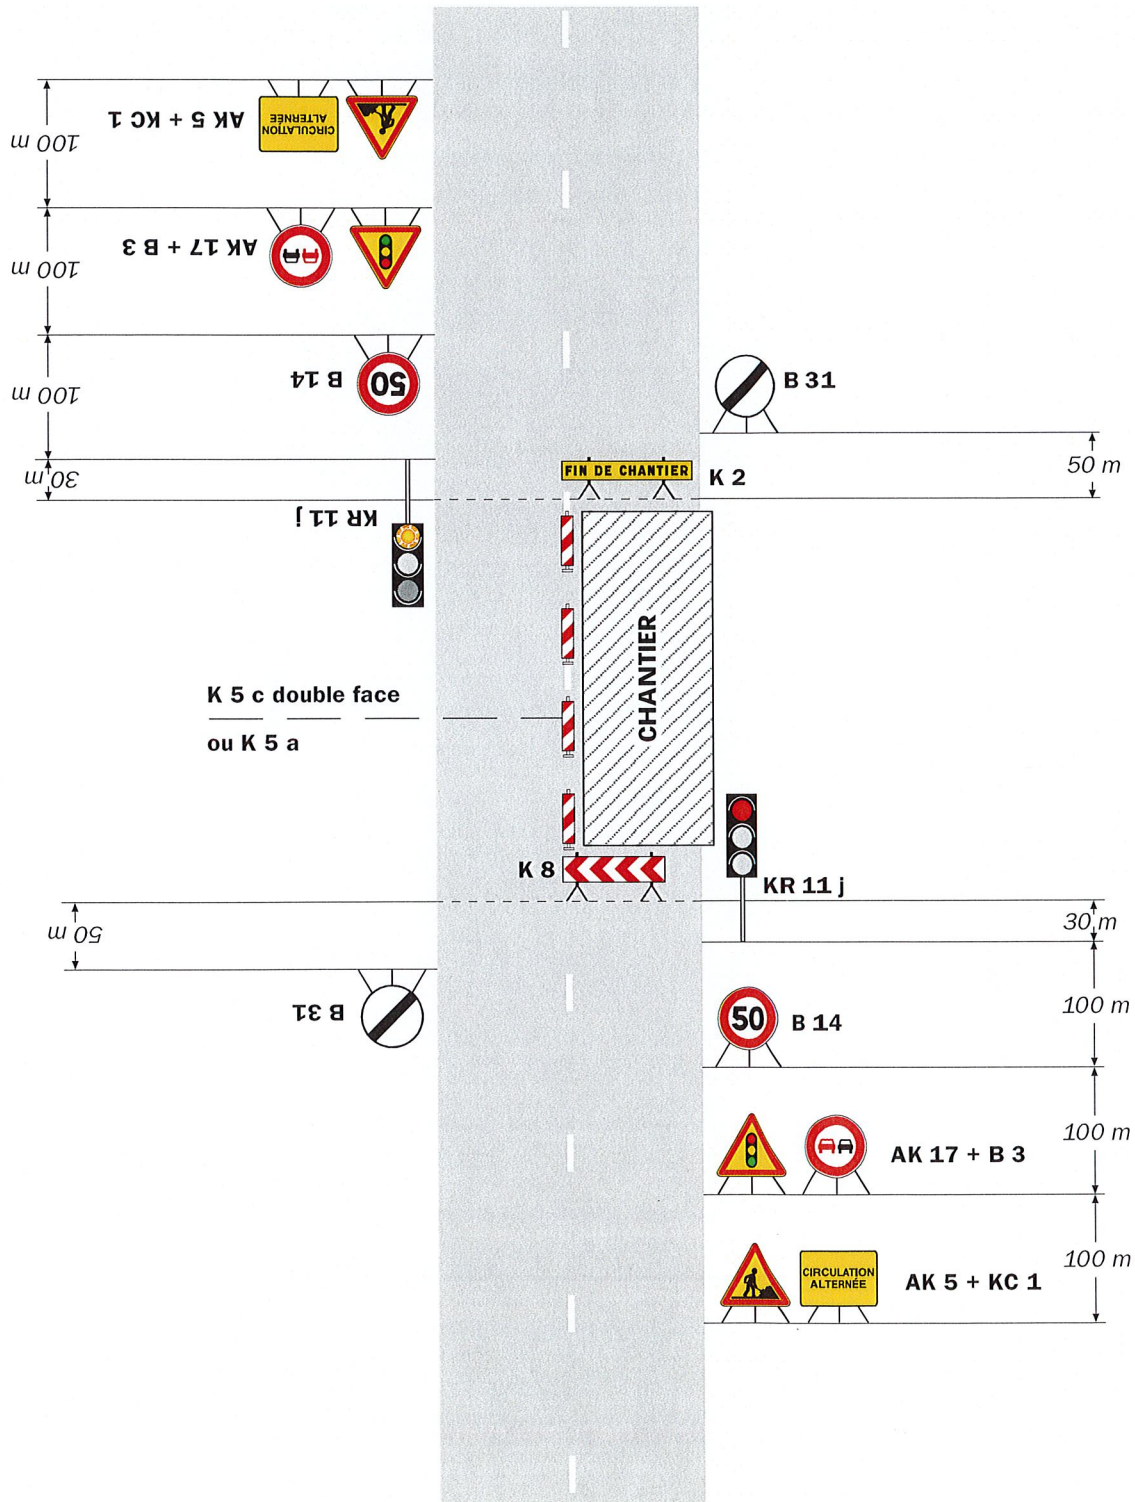 AK 5 + KC 1
CIRCULATION
ALTERNÉE
100 m
AK 17 + B 3
100 m
B 14
50
100 m
B 31
50 m
30 m
FIN DE CHANTIER
K 2
KR 11 j
CHANTIER
K 5 c double face
ou K 5 a
K 8
KR 11 j
30 m
50 m
B 31
50
B 14
100 m
AK 17 + B 3
100 m
CIRCULATION
ALTERNÉE
AK 5 + KC 1
100 m